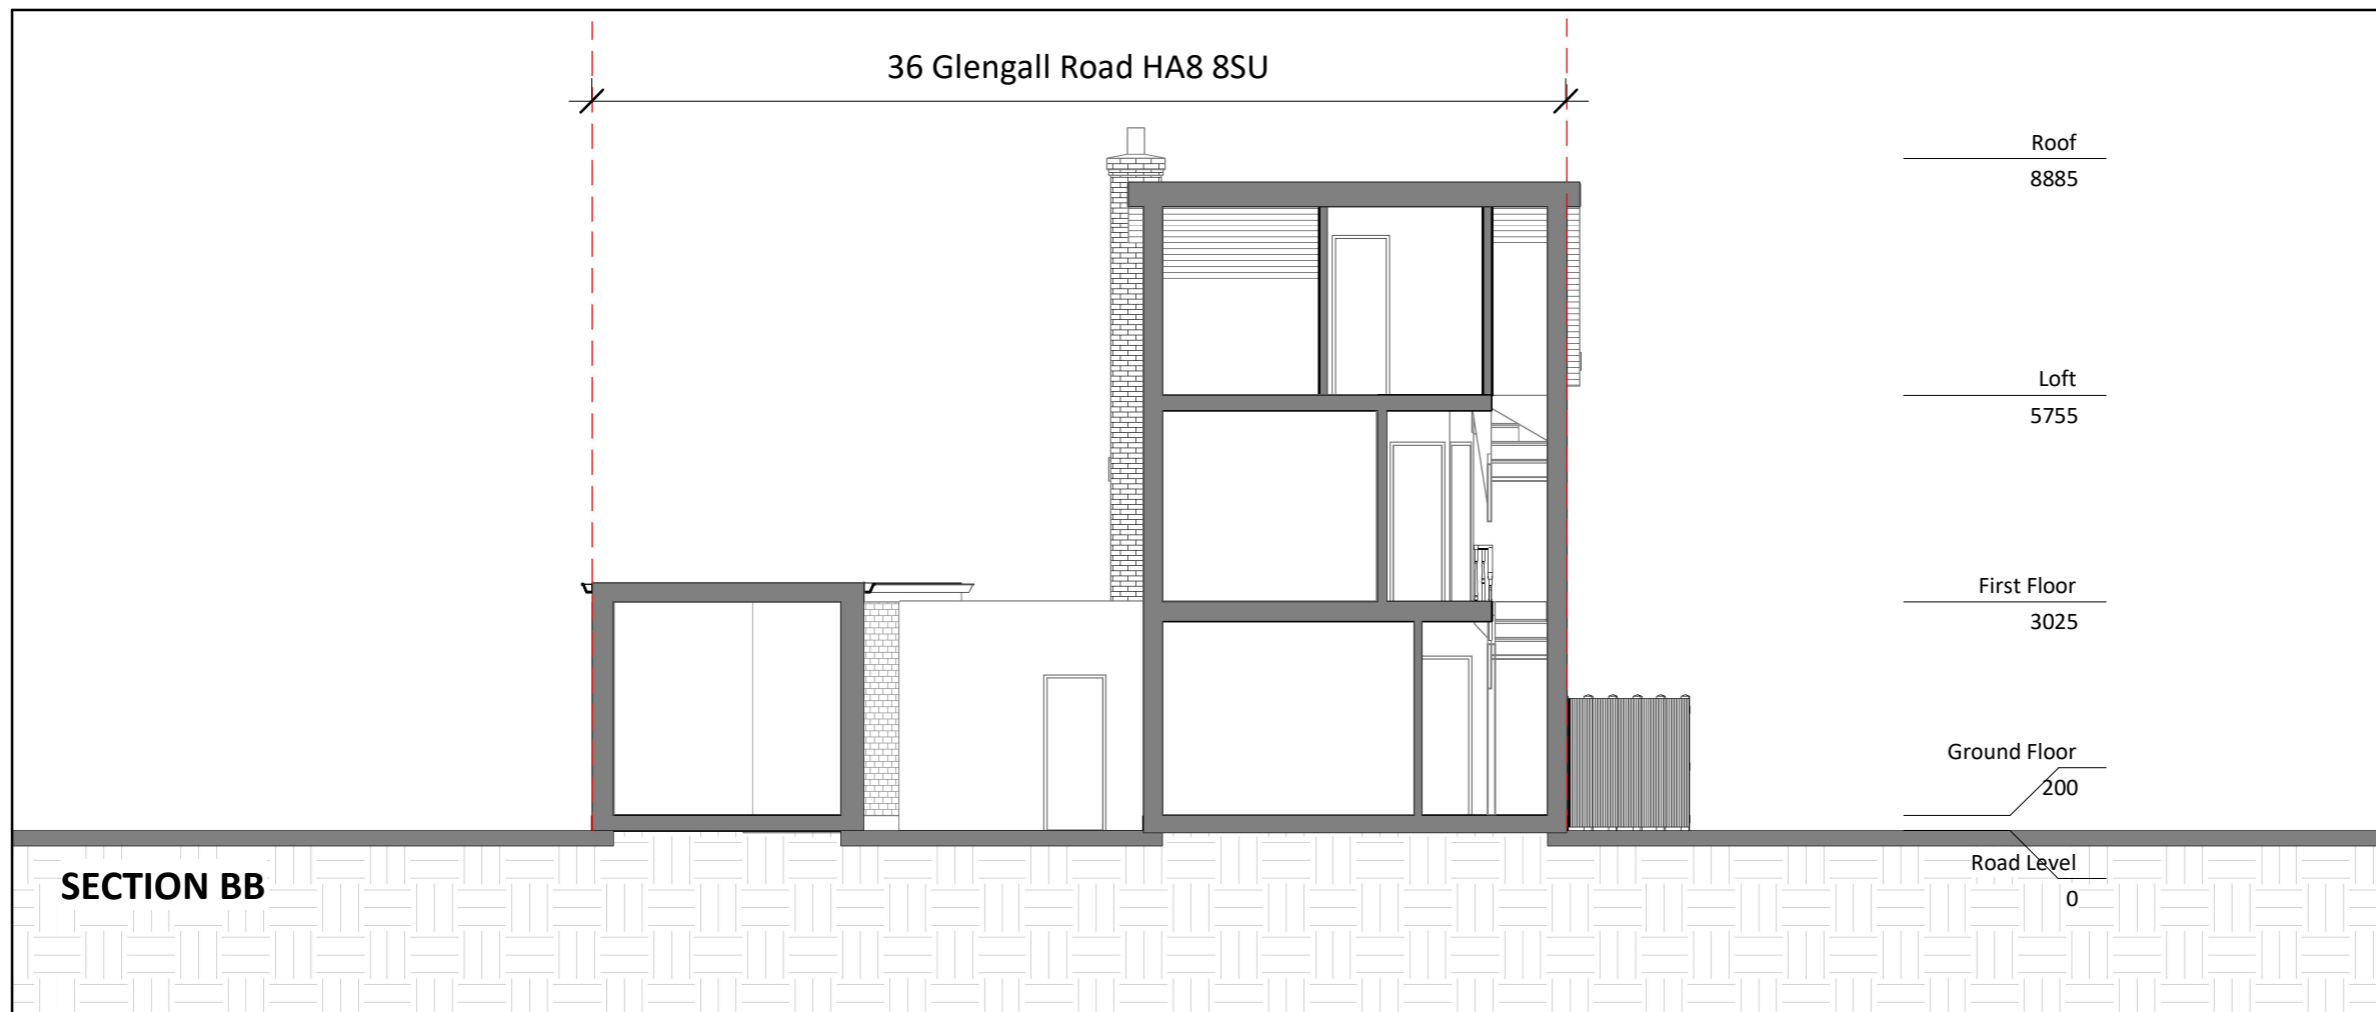 36 Glengall Road HA8 8SU
Roof
8885
Loft
5755
First Floor
3025
Ground Floor
200
Road Level
0
SECTION BB